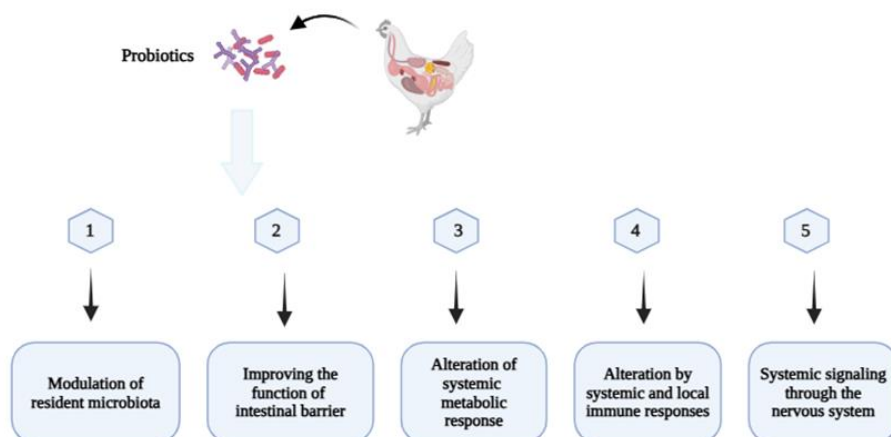 Probiotics
1
2
3
4
5
Modulation of
resident microbiota
Improving the
function of
intestinal barrier
Alteration of
systemic
metabolic
response
Alteration by
systemic and local
immune responses
Systemic signaling
through the
nervous system